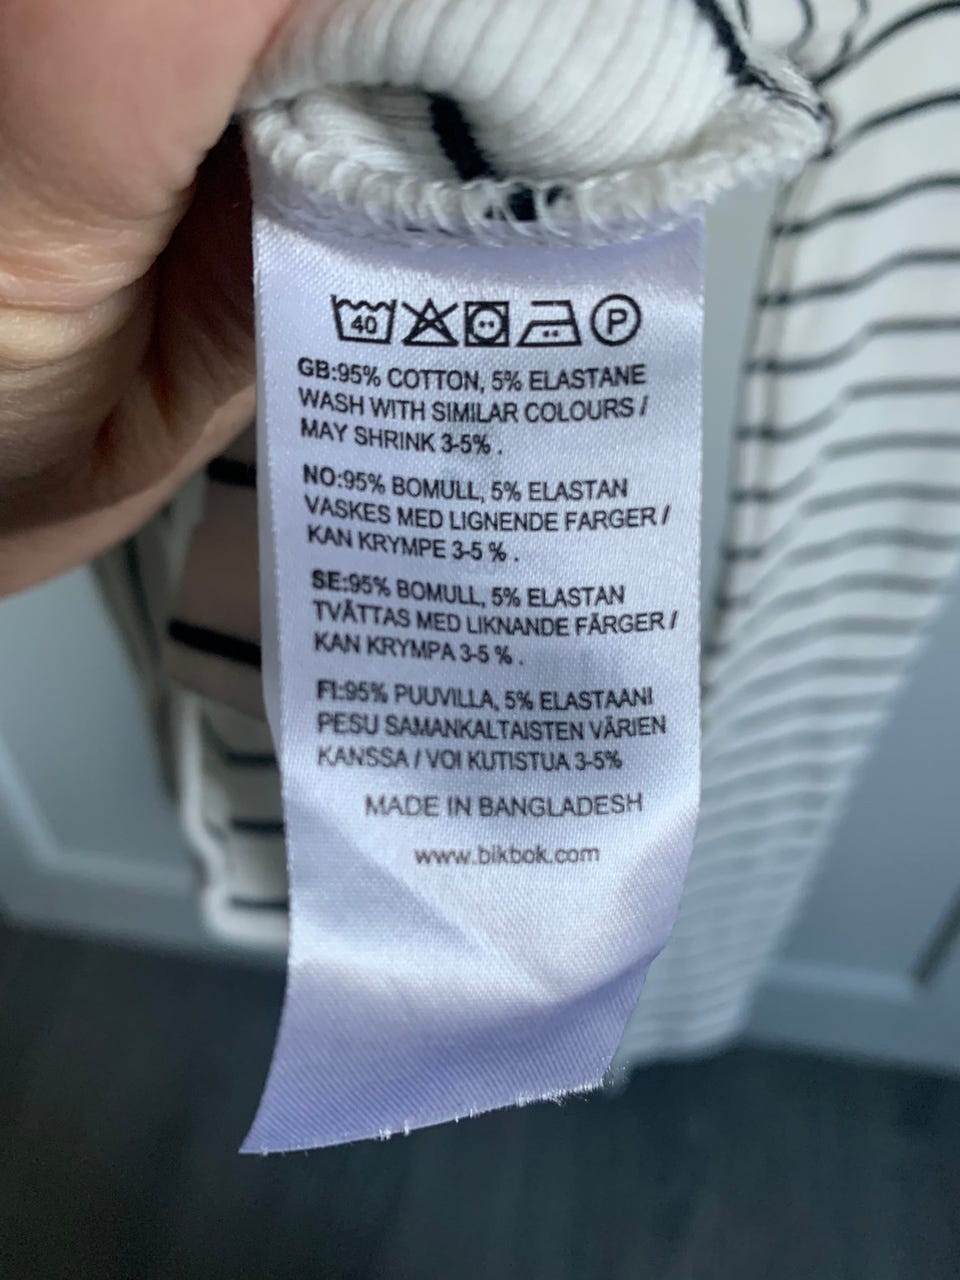 40 P
GB:95% COTTON, 5% ELASTANE
WASH WITH SIMILAR COLOURS /
MAY SHRINK 3-5% .
NO:95% BOMULL, 5% ELASTAN
VASKES MED LIGNENDE FARGER /
KAN KRYMPE 3-5 % .
SE:95% BOMULL, 5% ELASTAN
TVÄTTAS MED LIKNANDE FÄRGER /
KAN KRYMPA 3-5 % .
FI:95% PUUVILLA, 5% ELASTAANI
PESU SAMANKALTAISTEN VÄRIEN
KANSSA / VOI KUTISTUA 3-5%
MADE IN BANGLADESH
www.bikbok.com